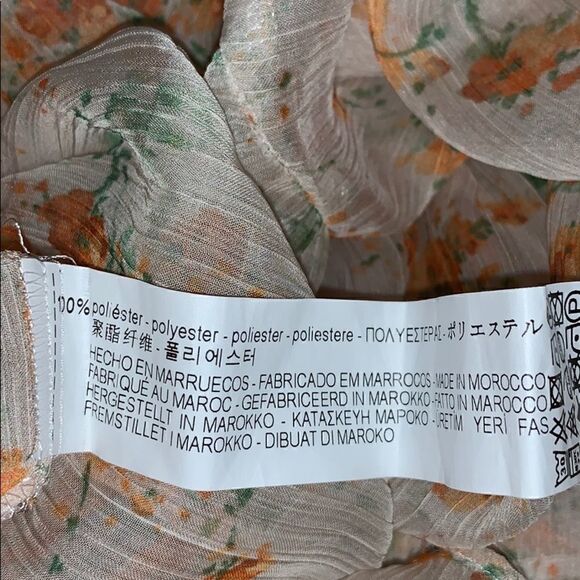 100% poliéster - polyester - poliester - poliestere - ΠΟΛΥΕΣΤΕΡΑΣ - ポリエステル
聚酯纤维 - 폴리에스터
HECHO EN MARRUECOS - FABRICADO EM MARROCOS - MADE IN MOROCCO
FABRIQUÉ AU MAROC - GEFABRICEERD IN MAROKKO - FATTO IN MAROCCO
HERGESTELLT IN MAROKKO - ΚΑΤΑΣΚΕΥΗ ΜΑΡΟΚΟ - ÜRETIM YERİ FAS
FREMSTILLET I MAROKKO - DIBUAT DI MAROKO